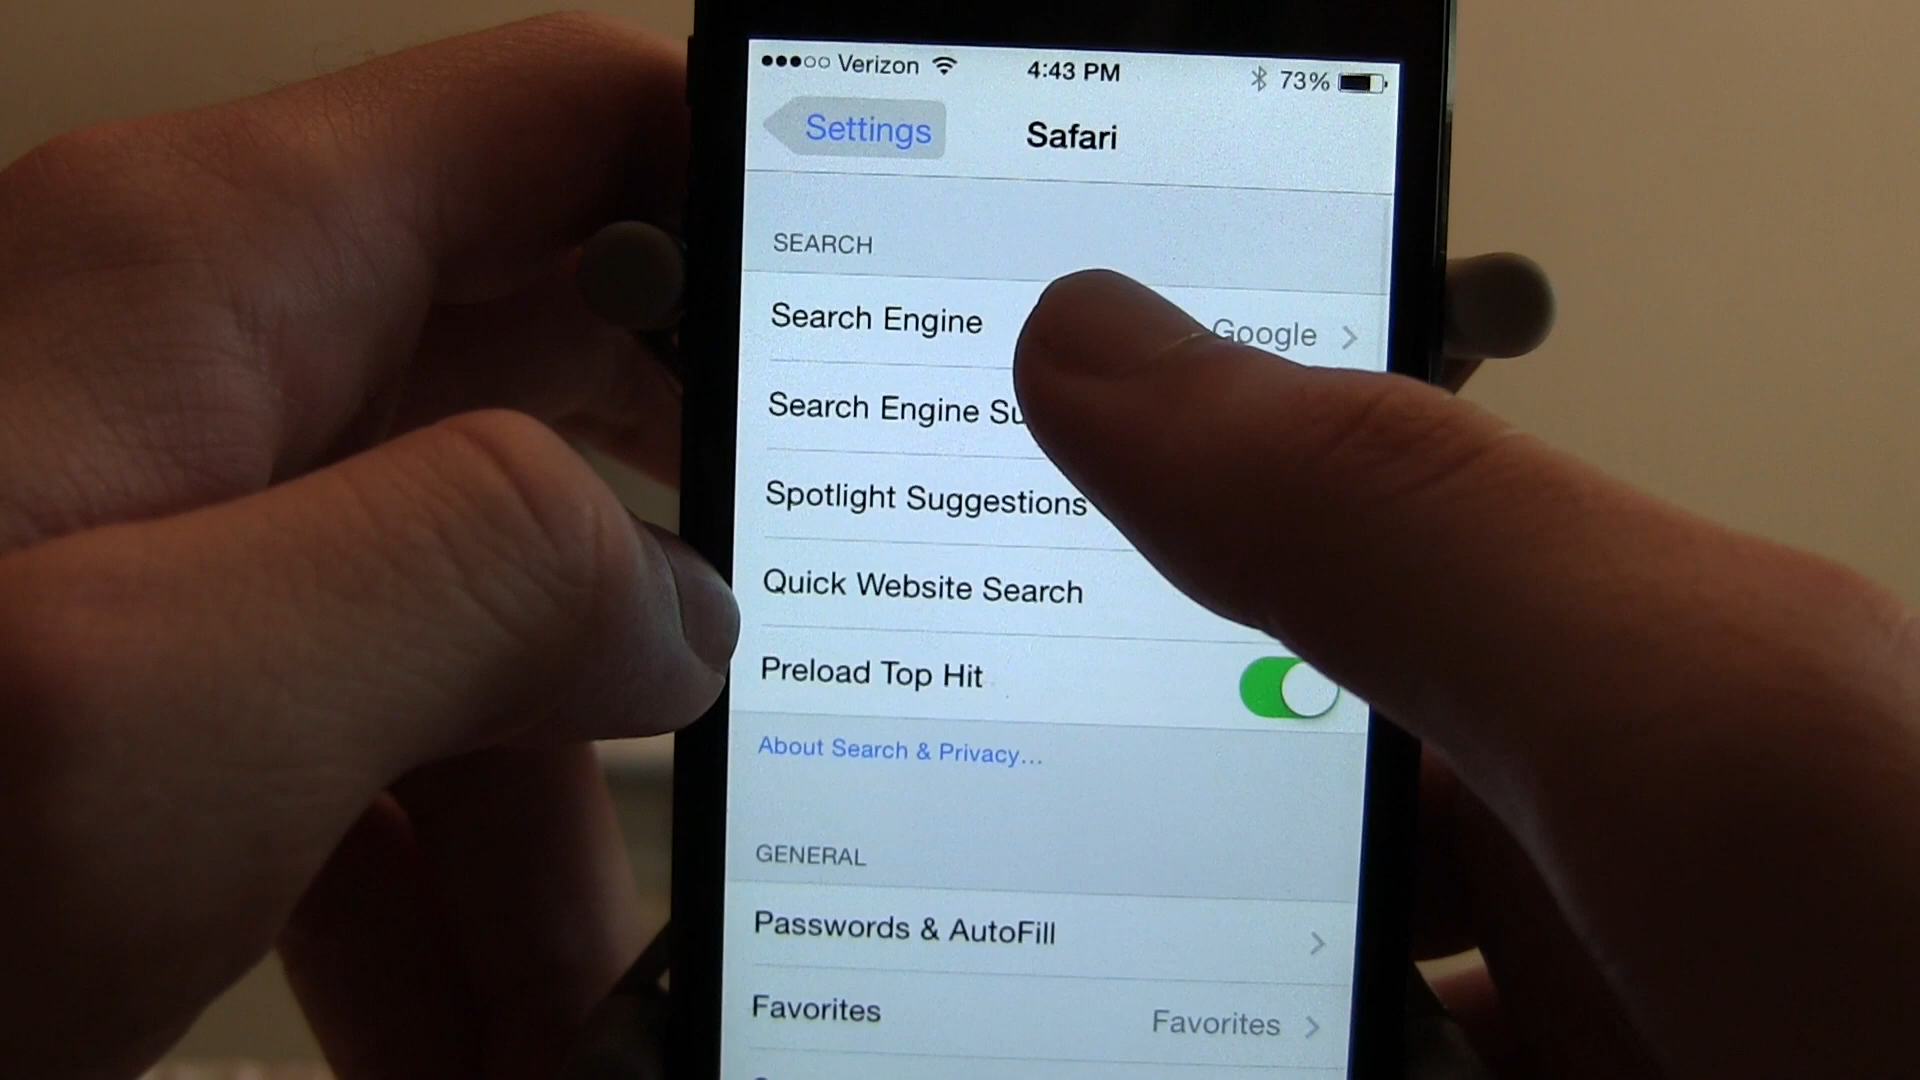 Verizon 4:43 PM 73%
Settings Safari
SEARCH
Search Engine Google
Search Engine Su
Spotlight Suggestions
Quick Website Search
Preload Top Hit
About Search & Privacy...
GENERAL
Passwords & AutoFill
Favorites Favorites